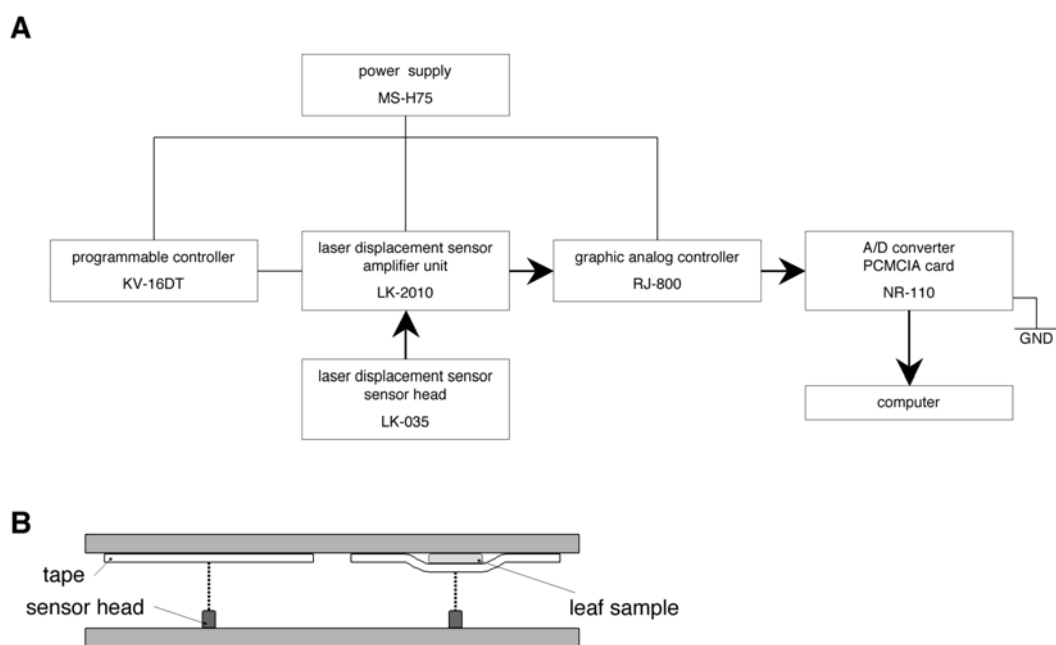 A
power supply
MS-H75
programmable controller
KV-16DT
laser displacement sensor
amplifier unit
LK-2010
graphic analog controller
RJ-800
A/D converter
PCMCIA card
NR-110
GND
laser displacement sensor
sensor head
LK-035
computer
B
tape
sensor head
leaf sample